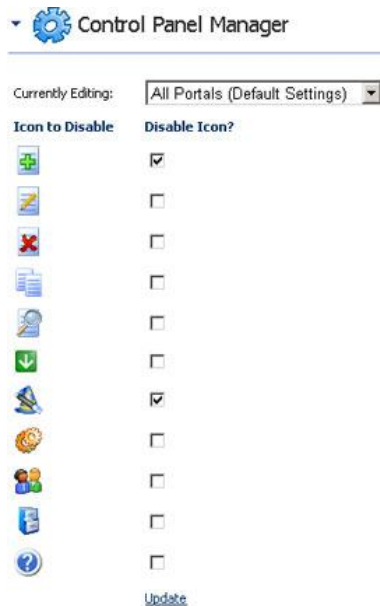 Control Panel Manager
Currently Editing: All Portals (Default Settings)
Icon to Disable Disable Icon?
Update